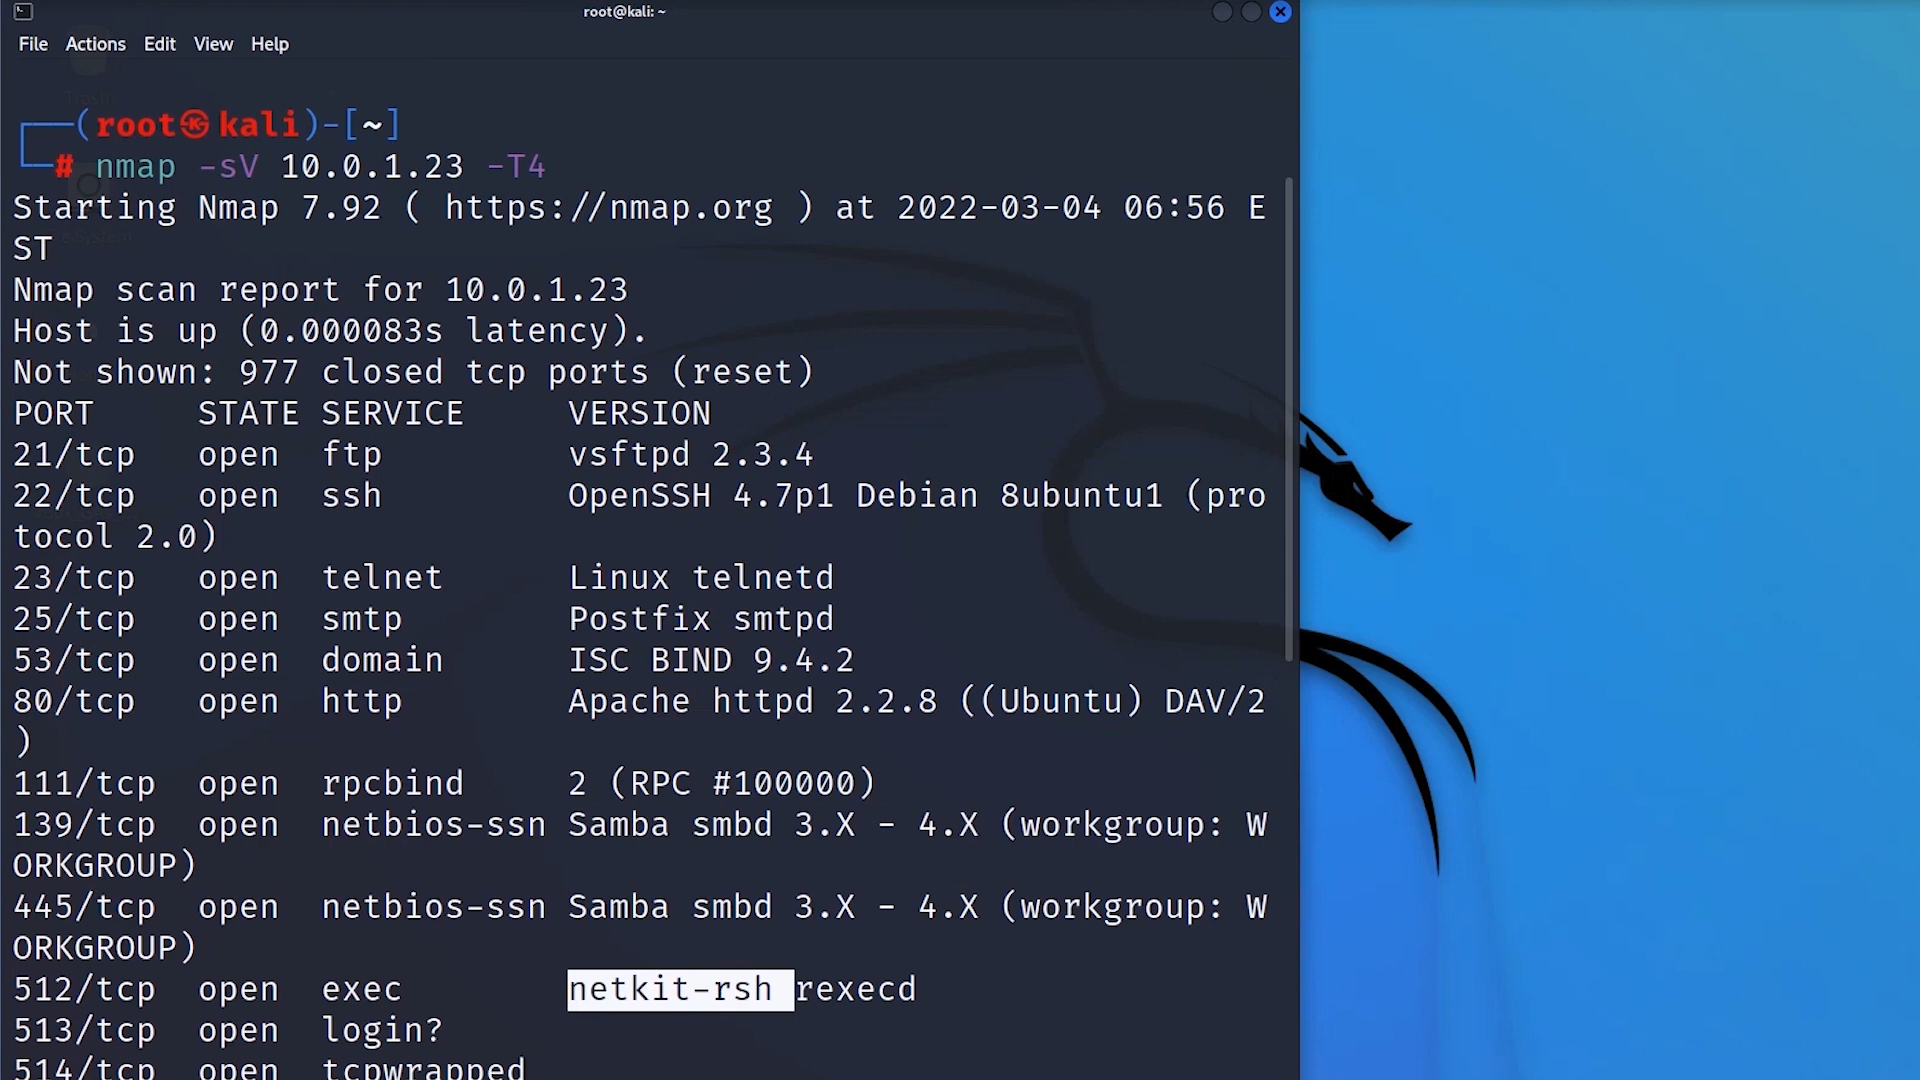 root@kali: ~
File Actions Edit View Help
(root㉿kali)-[~]
# nmap -sV 10.0.1.23 -T4
Starting Nmap 7.92 ( https://nmap.org ) at 2022-03-04 06:56 E
ST
Nmap scan report for 10.0.1.23
Host is up (0.000083s latency).
Not shown: 977 closed tcp ports (reset)
PORT     STATE SERVICE     VERSION
21/tcp   open  ftp         vsftpd 2.3.4
22/tcp   open  ssh         OpenSSH 4.7p1 Debian 8ubuntu1 (pro
tocol 2.0)
23/tcp   open  telnet      Linux telnetd
25/tcp   open  smtp        Postfix smtpd
53/tcp   open  domain      ISC BIND 9.4.2
80/tcp   open  http        Apache httpd 2.2.8 ((Ubuntu) DAV/2
)
111/tcp  open  rpcbind     2 (RPC #100000)
139/tcp  open  netbios-ssn Samba smbd 3.X - 4.X (workgroup: W
ORKGROUP)
445/tcp  open  netbios-ssn Samba smbd 3.X - 4.X (workgroup: W
ORKGROUP)
512/tcp  open  exec        netkit-rsh rexecd
513/tcp  open  login?
514/tcp  open  tcpwrapped